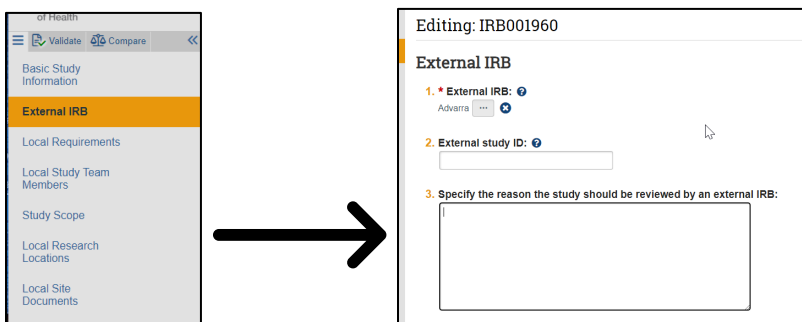 of Health
Validate Compare
Basic Study
Information
External IRB
Local Requirements
Local Study Team
Members
Study Scope
Local Research
Locations
Local Site
Documents
Editing: IRB001960
External IRB
1. * External IRB: ?
Advarra ...
2. External study ID: ?
3. Specify the reason the study should be reviewed by an external IRB: